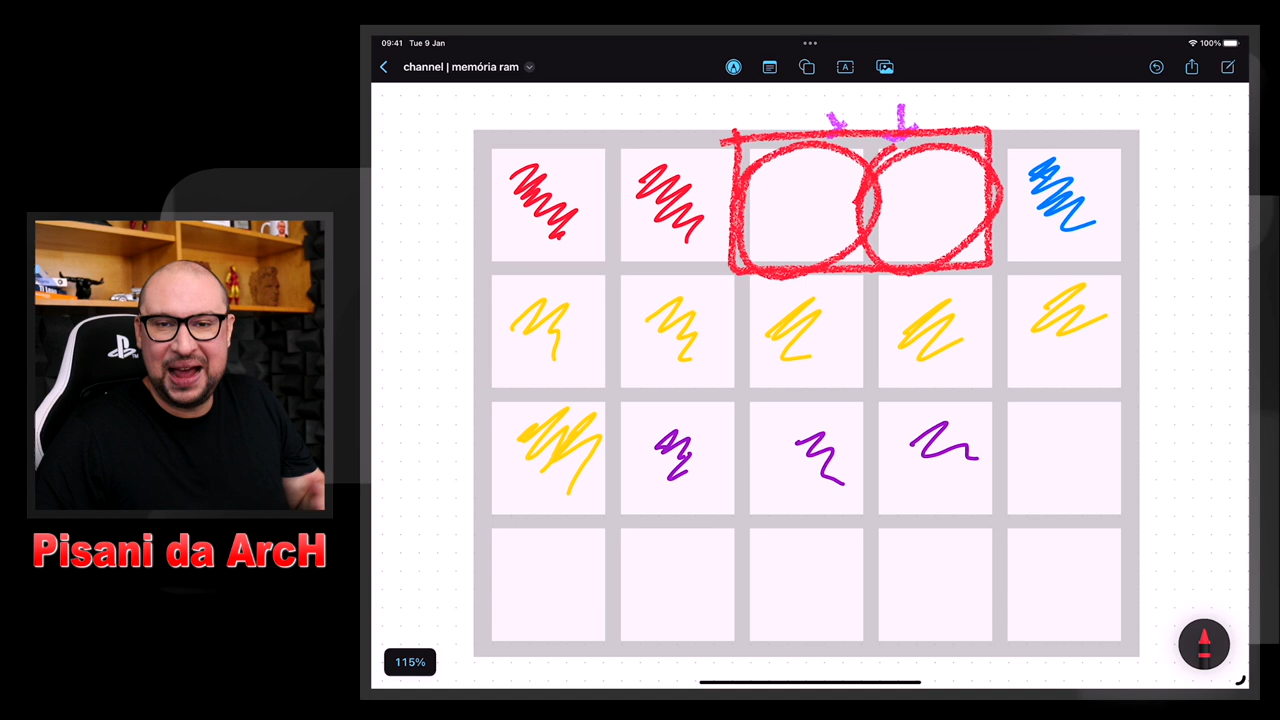 09:41 Tue 9 Jan
100%
channel | memória ram
A
Pisani da ArcH
115%